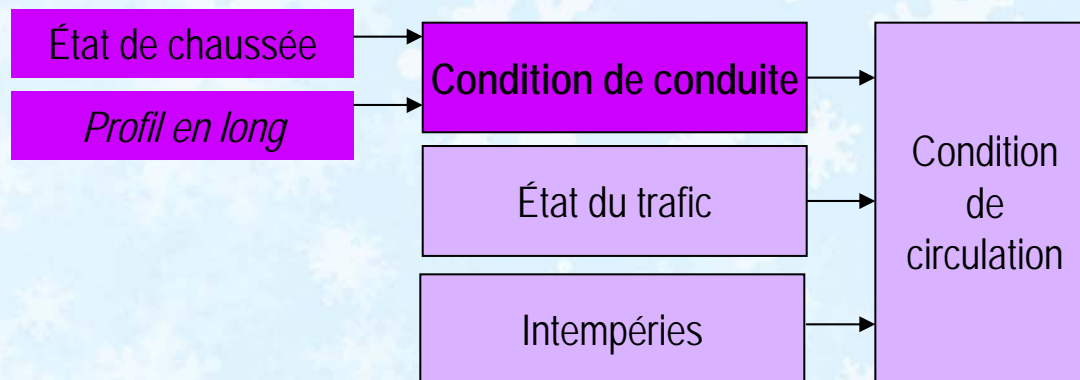 État de chaussée
Profil en long
Condition de conduite
État du trafic
Intempéries
Condition
de
circulation